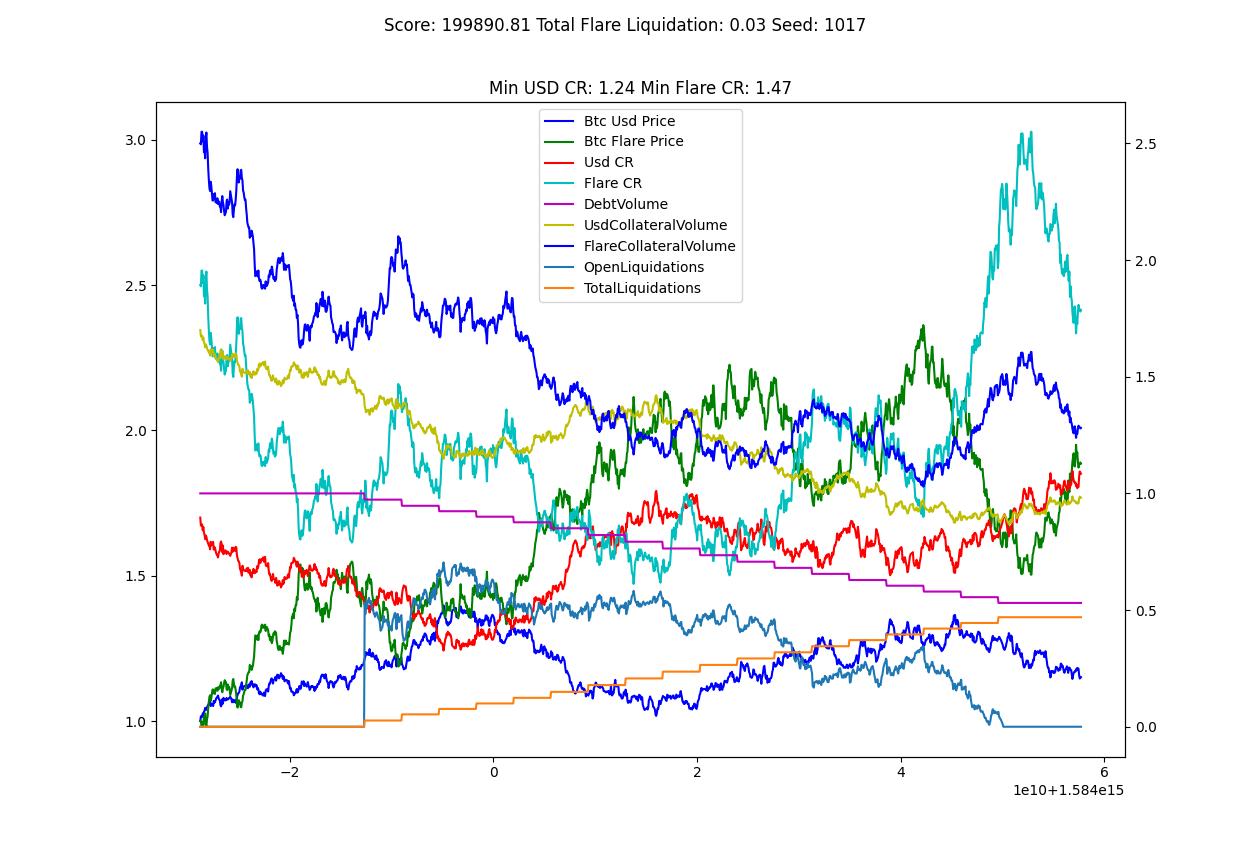 Score: 199890.81 Total Flare Liquidation: 0.03 Seed: 1017
Min USD CR: 1.24 Min Flare CR: 1.47
Btc Usd Price
Btc Flare Price
Usd CR
Flare CR
DebtVolume
UsdCollateralVolume
FlareCollateralVolume
OpenLiquidations
TotalLiquidations
3.0
2.5
2.0
1.5
1.0
2.5
2.0
1.5
1.0
0.5
0.0
−2
0
2
4
6
1e10+1.584e15